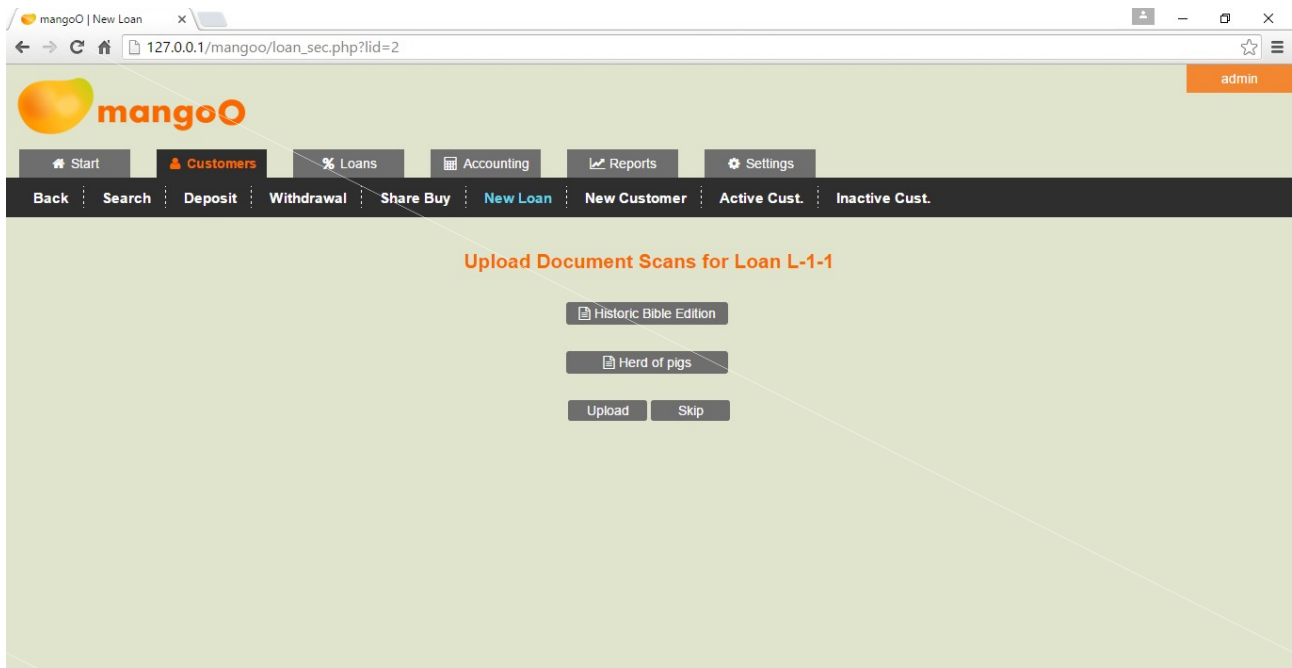 mangoO | New Loan
127.0.0.1/mangoo/loan_sec.php?lid=2
admin
mangoO
Start Customers % Loans Accounting Reports Settings
Back Search Deposit Withdrawal Share Buy New Loan New Customer Active Cust. Inactive Cust.
Upload Document Scans for Loan L-1-1
Historic Bible Edition
Herd of pigs
Upload Skip